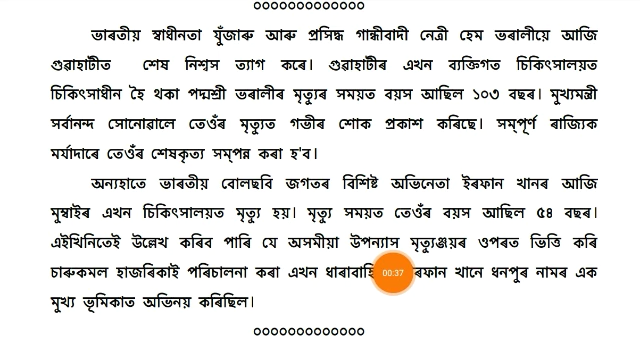 oooooooooooooo
ভাৰতীয় স্বাধীনতা যুঁজাৰু আৰু প্ৰসিদ্ধ গান্ধীবাদী নেত্ৰী হেম ভৰালীয়ে আজি
গুৱাহাটীত শেষ নিশ্বস ত্যাগ কৰে। গুৱাহাটীৰ এখন ব্যক্তিগত চিকিৎসালয়ত
চিকিৎসাধীন হৈ থকা পদ্মশ্ৰী ভৰালীৰ মৃত্যুৰ সময়ত বয়স আছিল ১০৩ বছৰ। মূখ্যমন্ত্ৰী
সৰ্বানন্দ সোনোৱালে তেওঁৰ মৃত্যুত গভীৰ শোক প্ৰকাশ কৰিছে। সম্পূৰ্ণ ৰাজ্যিক
মৰ্যাদাৰে তেওঁৰ শেষকৃত্য সম্পন্ন কৰা হ'ব।
অন্যহাতে ভাৰতীয় বোলছবি জগতৰ বিশিষ্ট অভিনেতা ইৰফান খানৰ আজি
মূম্বাইৰ এখন চিকিৎসালয়ত মৃত্যু হয়। মৃত্যু সময়ত তেওঁৰ বয়স আছিল ৫৪ বছৰ।
এইখিনিতেই উল্লেখ কৰিব পাৰি যে অসমীয়া উপন্যাস মৃত্যুঞ্জয়ৰ ওপৰত ভিত্তি কৰি
চাৰুকমল হাজৰিকাই পৰিচালনা কৰা এখন 00:37 খানে ধনপুৰ নামৰ এক
মূখ্য ভূমিকাত অভিনয় কৰিছিল।
oooooooooooooo